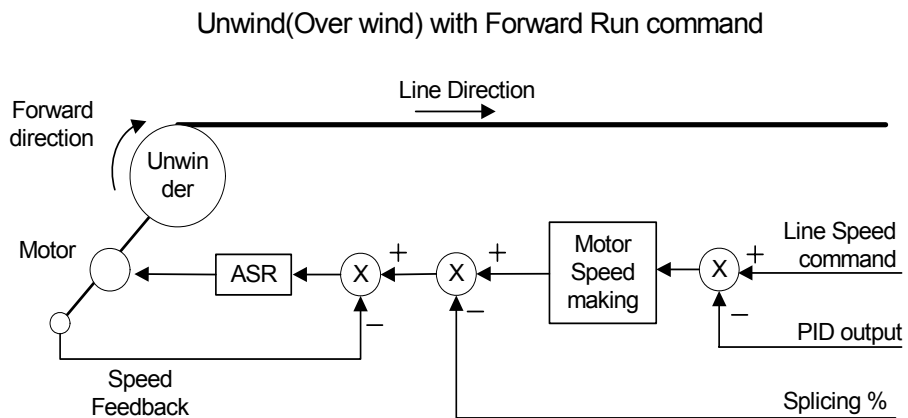 Unwind(Over wind) with Forward Run command
Line Direction
Forward
direction
Unwin
der
Motor
ASR
X
+
−
X
+
−
Motor
Speed
making
X
+
−
Line Speed
command
PID output
Speed
Feedback
Splicing %